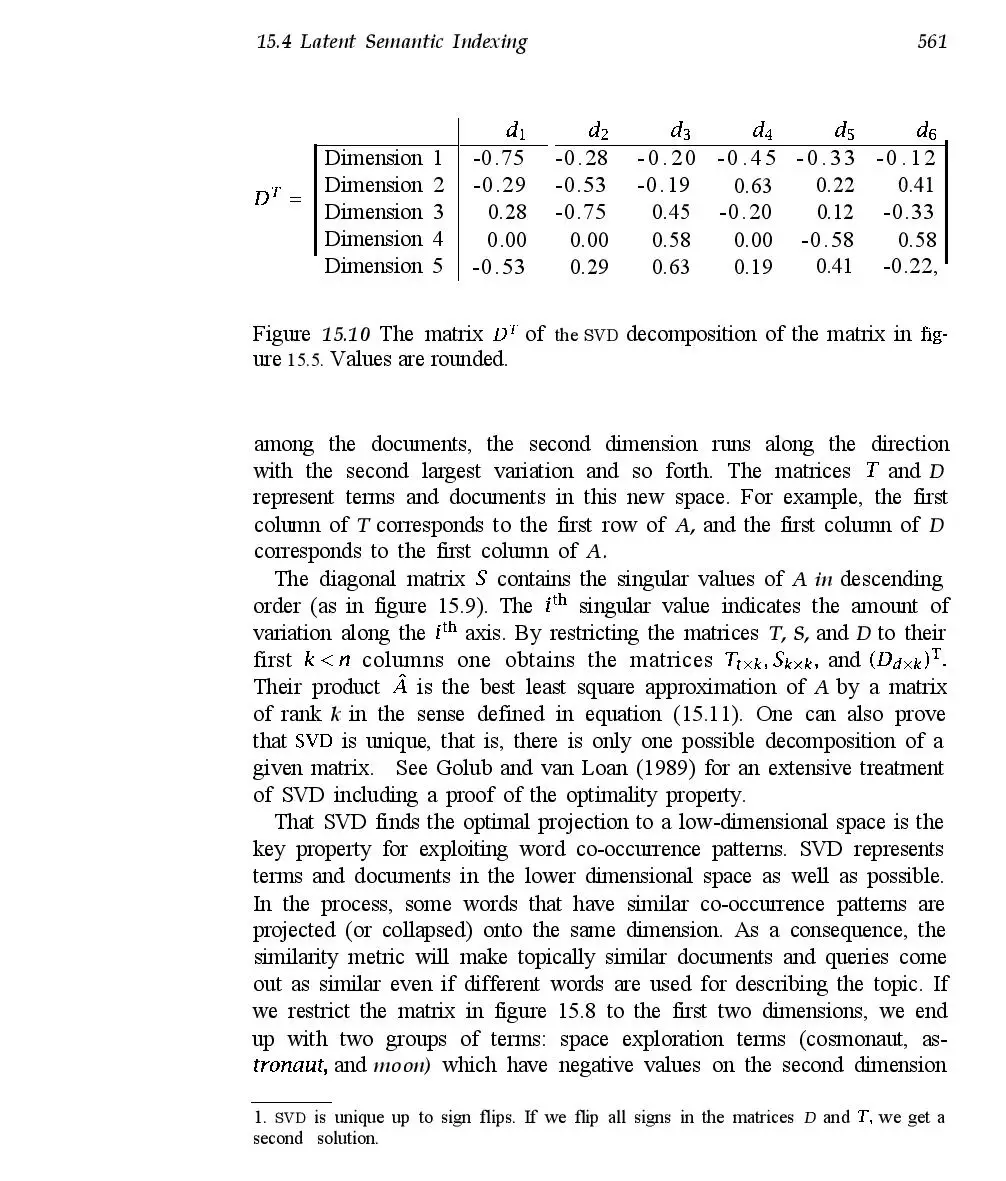 15.4 Latent Semantic Indexing 561
d1 d2 d3 d4 d5 d6
Dimension 1 -0.75 -0.28 -0.20 -0.45 -0.33 -0.12
Dimension 2 -0.29 -0.53 -0.19 0.63 0.22 0.41
D^T =
Dimension 3 0.28 -0.75 0.45 -0.20 0.12 -0.33
Dimension 4 0.00 0.00 0.58 0.00 -0.58 0.58
Dimension 5 -0.53 0.29 0.63 0.19 0.41 -0.22,
Figure 15.10 The matrix D^T of the SVD decomposition of the matrix in fig-
ure 15.5. Values are rounded.
among the documents, the second dimension runs along the direction
with the second largest variation and so forth. The matrices T and D
represent terms and documents in this new space. For example, the first
column of T corresponds to the first row of A, and the first column of D
corresponds to the first column of A.
The diagonal matrix S contains the singular values of A in descending
order (as in figure 15.9). The i^th singular value indicates the amount of
variation along the i^th axis. By restricting the matrices T, S, and D to their
first k < n columns one obtains the matrices T_t×k, S_k×k, and (D_d×k)^T.
Their product Â is the best least square approximation of A by a matrix
of rank k in the sense defined in equation (15.11). One can also prove
that SVD is unique, that is, there is only one possible decomposition of a
given matrix. See Golub and van Loan (1989) for an extensive treatment
of SVD including a proof of the optimality property.
That SVD finds the optimal projection to a low-dimensional space is the
key property for exploiting word co-occurrence patterns. SVD represents
terms and documents in the lower dimensional space as well as possible.
In the process, some words that have similar co-occurrence patterns are
projected (or collapsed) onto the same dimension. As a consequence, the
similarity metric will make topically similar documents and queries come
out as similar even if different words are used for describing the topic. If
we restrict the matrix in figure 15.8 to the first two dimensions, we end
up with two groups of terms: space exploration terms (cosmonaut, as-
tronaut, and moon) which have negative values on the second dimension
1. SVD is unique up to sign flips. If we flip all signs in the matrices D and T, we get a
second solution.